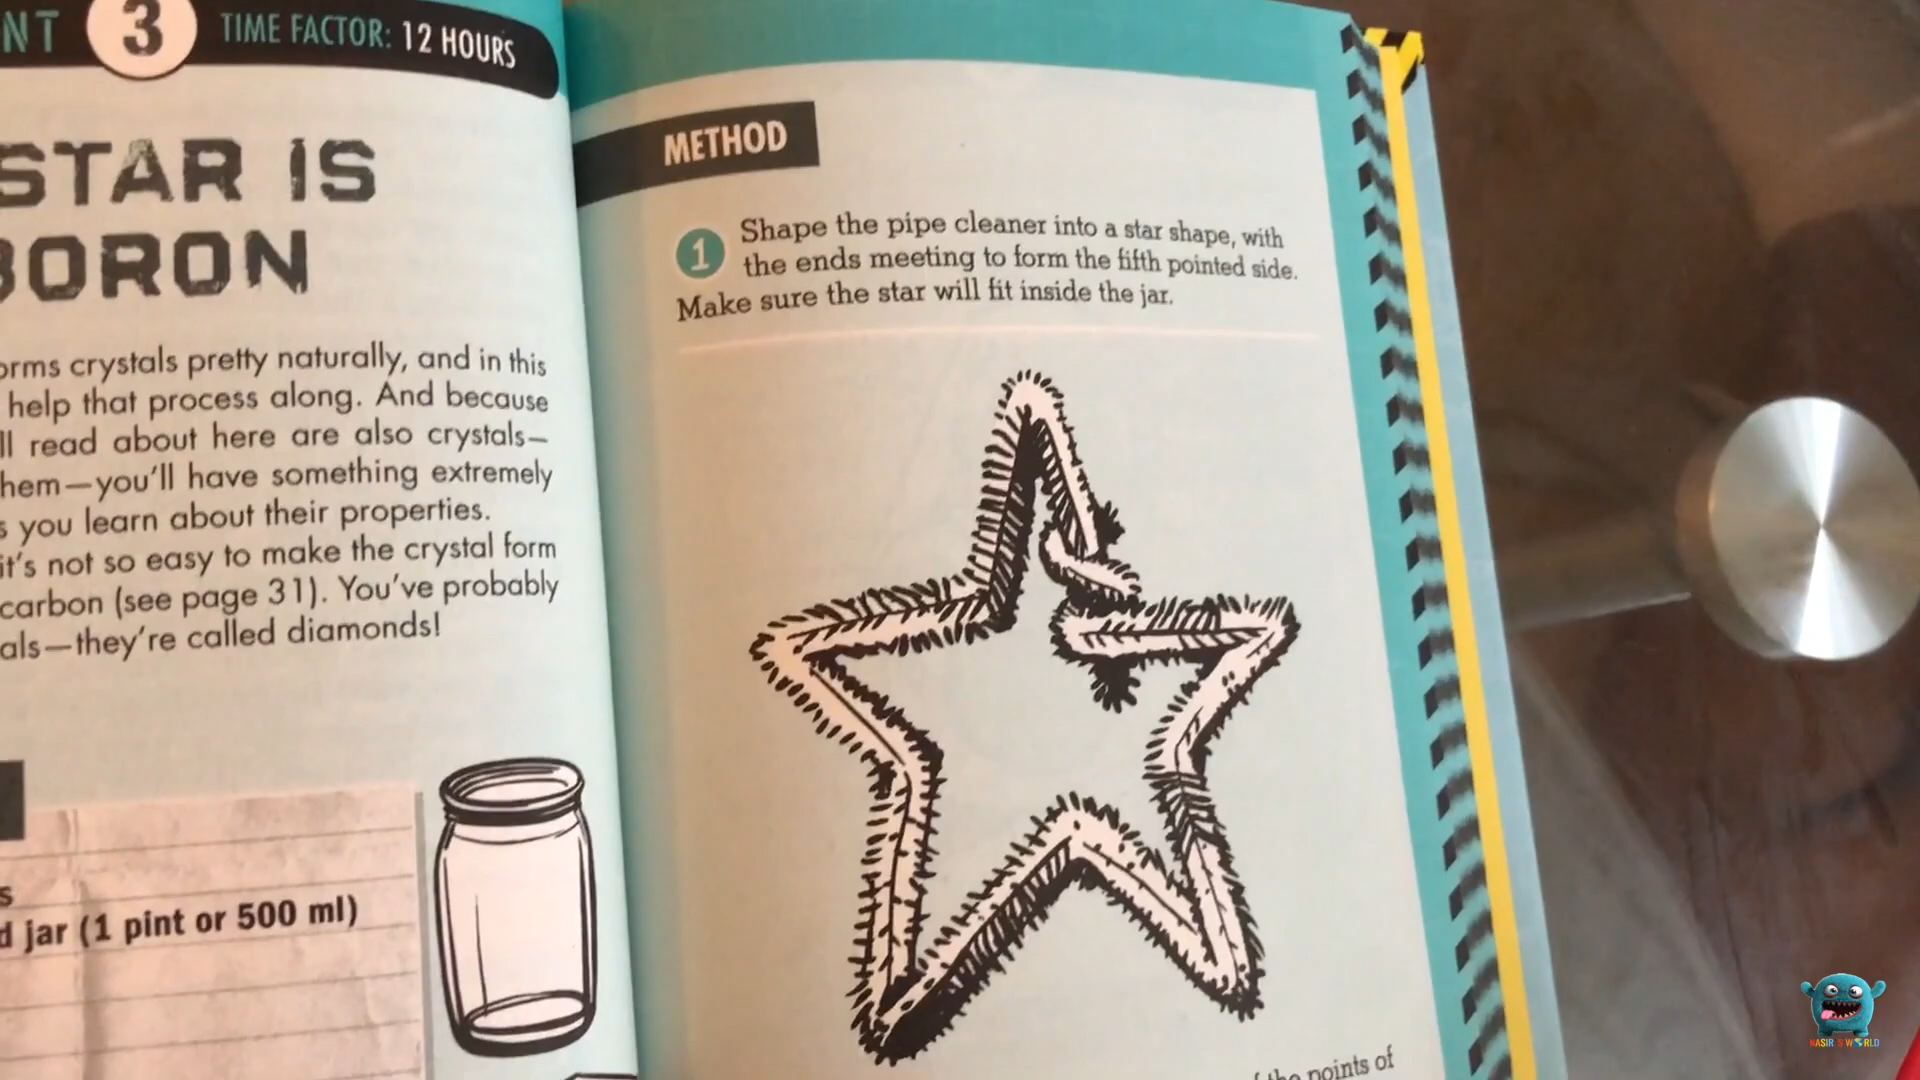 NT 3 TIME FACTOR: 12 HOURS
STAR IS
BORON
orms crystals pretty naturally, and in this
help that process along. And because
ll read about here are also crystals—
hem—you'll have something extremely
s you learn about their properties.
it's not so easy to make the crystal form
carbon (see page 31). You've probably
als—they're called diamonds!
s
d jar (1 pint or 500 ml)
METHOD
1 Shape the pipe cleaner into a star shape, with
the ends meeting to form the fifth pointed side.
Make sure the star will fit inside the jar.
the points of
NASIR'S WORLD